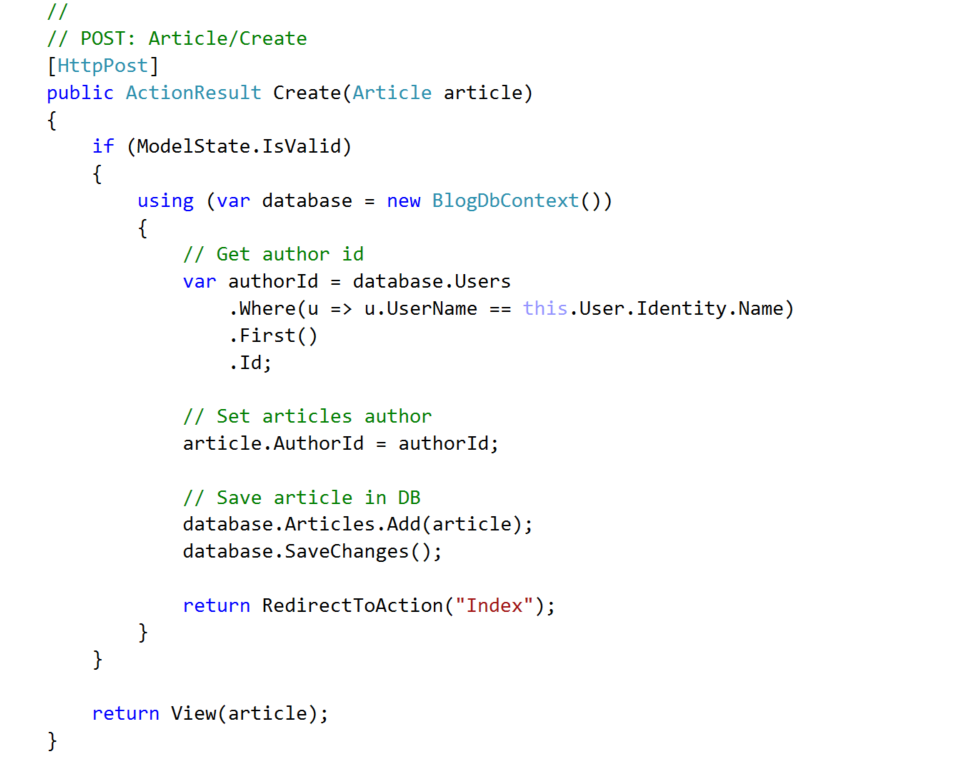 //
// POST: Article/Create
[HttpPost]
public ActionResult Create(Article article)
{
    if (ModelState.IsValid)
    {
        using (var database = new BlogDbContext())
        {
            // Get author id
            var authorId = database.Users
                .Where(u => u.UserName == this.User.Identity.Name)
                .First()
                .Id;

            // Set articles author
            article.AuthorId = authorId;

            // Save article in DB
            database.Articles.Add(article);
            database.SaveChanges();

            return RedirectToAction("Index");
        }
    }

    return View(article);
}